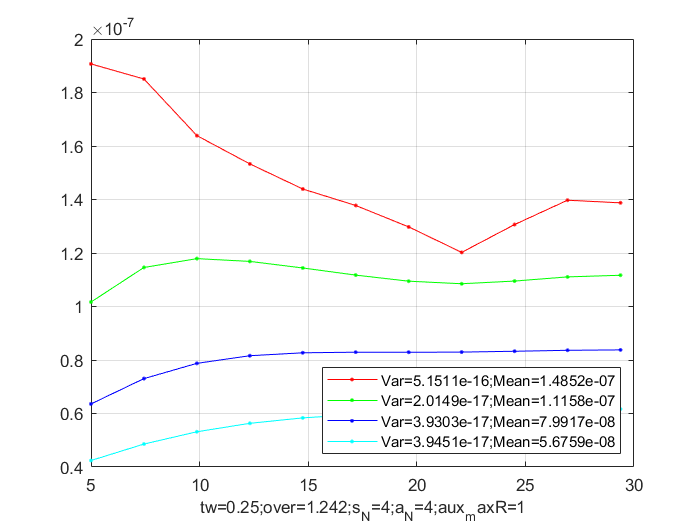 ×10-7
2
1.8
1.6
1.4
1.2
1
0.8
0.6
0.4
Var=5.1511e-16;Mean=1.4852e-07
Var=2.0149e-17;Mean=1.1158e-07
Var=3.9303e-17;Mean=7.9917e-08
Var=3.9451e-17;Mean=5.6759e-08
5 10 15 20 25 30
tw=0.25;over=1.242;sN=4;aN=4;auxmaxR=1